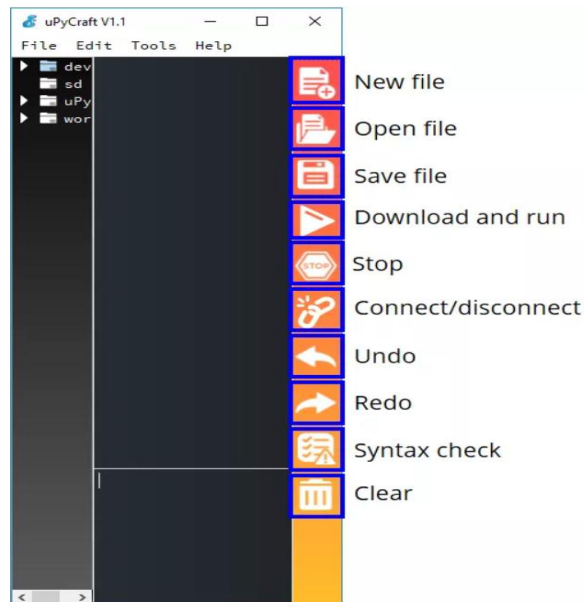 uPyCraft V1.1
File Edit Tools Help
dev
sd
uPy
wor
New file
Open file
Save file
Download and run
STOP
Stop
Connect/disconnect
Undo
Redo
Syntax check
Clear